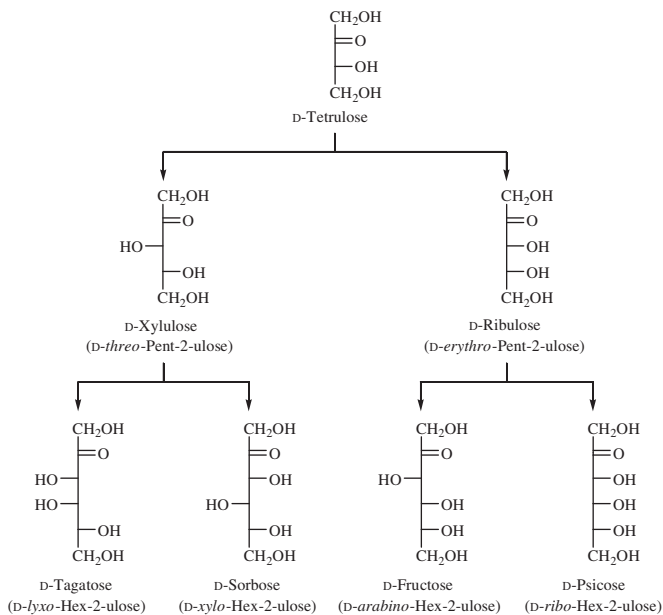 CH₂OH
O
OH
CH₂OH
D-Tetrulose
CH₂OH
O
HO
OH
CH₂OH
D-Xylulose
(D-threo-Pent-2-ulose)
CH₂OH
O
OH
OH
CH₂OH
D-Ribulose
(D-erythro-Pent-2-ulose)
CH₂OH
O
HO
HO
OH
CH₂OH
D-Tagatose
(D-lyxo-Hex-2-ulose)
CH₂OH
O
OH
HO
OH
CH₂OH
D-Sorbose
(D-xylo-Hex-2-ulose)
CH₂OH
O
HO
OH
OH
CH₂OH
D-Fructose
(D-arabino-Hex-2-ulose)
CH₂OH
O
OH
OH
OH
CH₂OH
D-Psicose
(D-ribo-Hex-2-ulose)